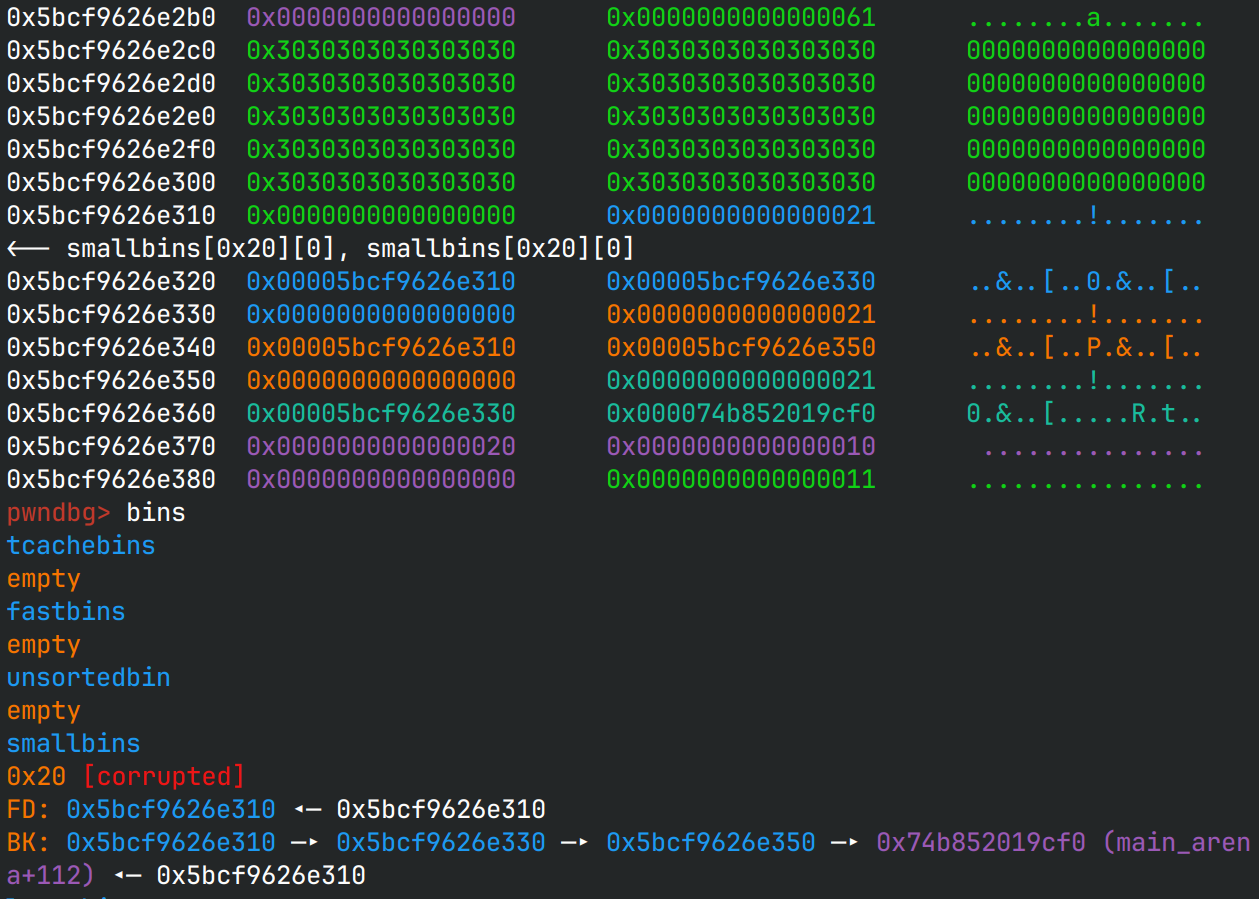 0x5bcf9626e2b0  0x0000000000000000      0x0000000000000061      ........a.......
0x5bcf9626e2c0  0x3030303030303030      0x3030303030303030      0000000000000000
0x5bcf9626e2d0  0x3030303030303030      0x3030303030303030      0000000000000000
0x5bcf9626e2e0  0x3030303030303030      0x3030303030303030      0000000000000000
0x5bcf9626e2f0  0x3030303030303030      0x3030303030303030      0000000000000000
0x5bcf9626e300  0x3030303030303030      0x3030303030303030      0000000000000000
0x5bcf9626e310  0x0000000000000000      0x0000000000000021      ........!.......
<— smallbins[0x20][0], smallbins[0x20][0]
0x5bcf9626e320  0x00005bcf9626e310      0x00005bcf9626e330      ..&..[..0.&..[..
0x5bcf9626e330  0x0000000000000000      0x0000000000000021      ........!.......
0x5bcf9626e340  0x00005bcf9626e310      0x00005bcf9626e350      ..&..[..P.&..[..
0x5bcf9626e350  0x0000000000000000      0x0000000000000021      ........!.......
0x5bcf9626e360  0x00005bcf9626e330      0x000074b852019cf0      0.&..[.....R.t..
0x5bcf9626e370  0x0000000000000020      0x0000000000000010       ...............
0x5bcf9626e380  0x0000000000000000      0x0000000000000011      ................
pwndbg> bins
tcachebins
empty
fastbins
empty
unsortedbin
empty
smallbins
0x20 [corrupted]
FD: 0x5bcf9626e310 ◂— 0x5bcf9626e310
BK: 0x5bcf9626e310 —▸ 0x5bcf9626e330 —▸ 0x5bcf9626e350 —▸ 0x74b852019cf0 (main_aren
a+112) ◂— 0x5bcf9626e310